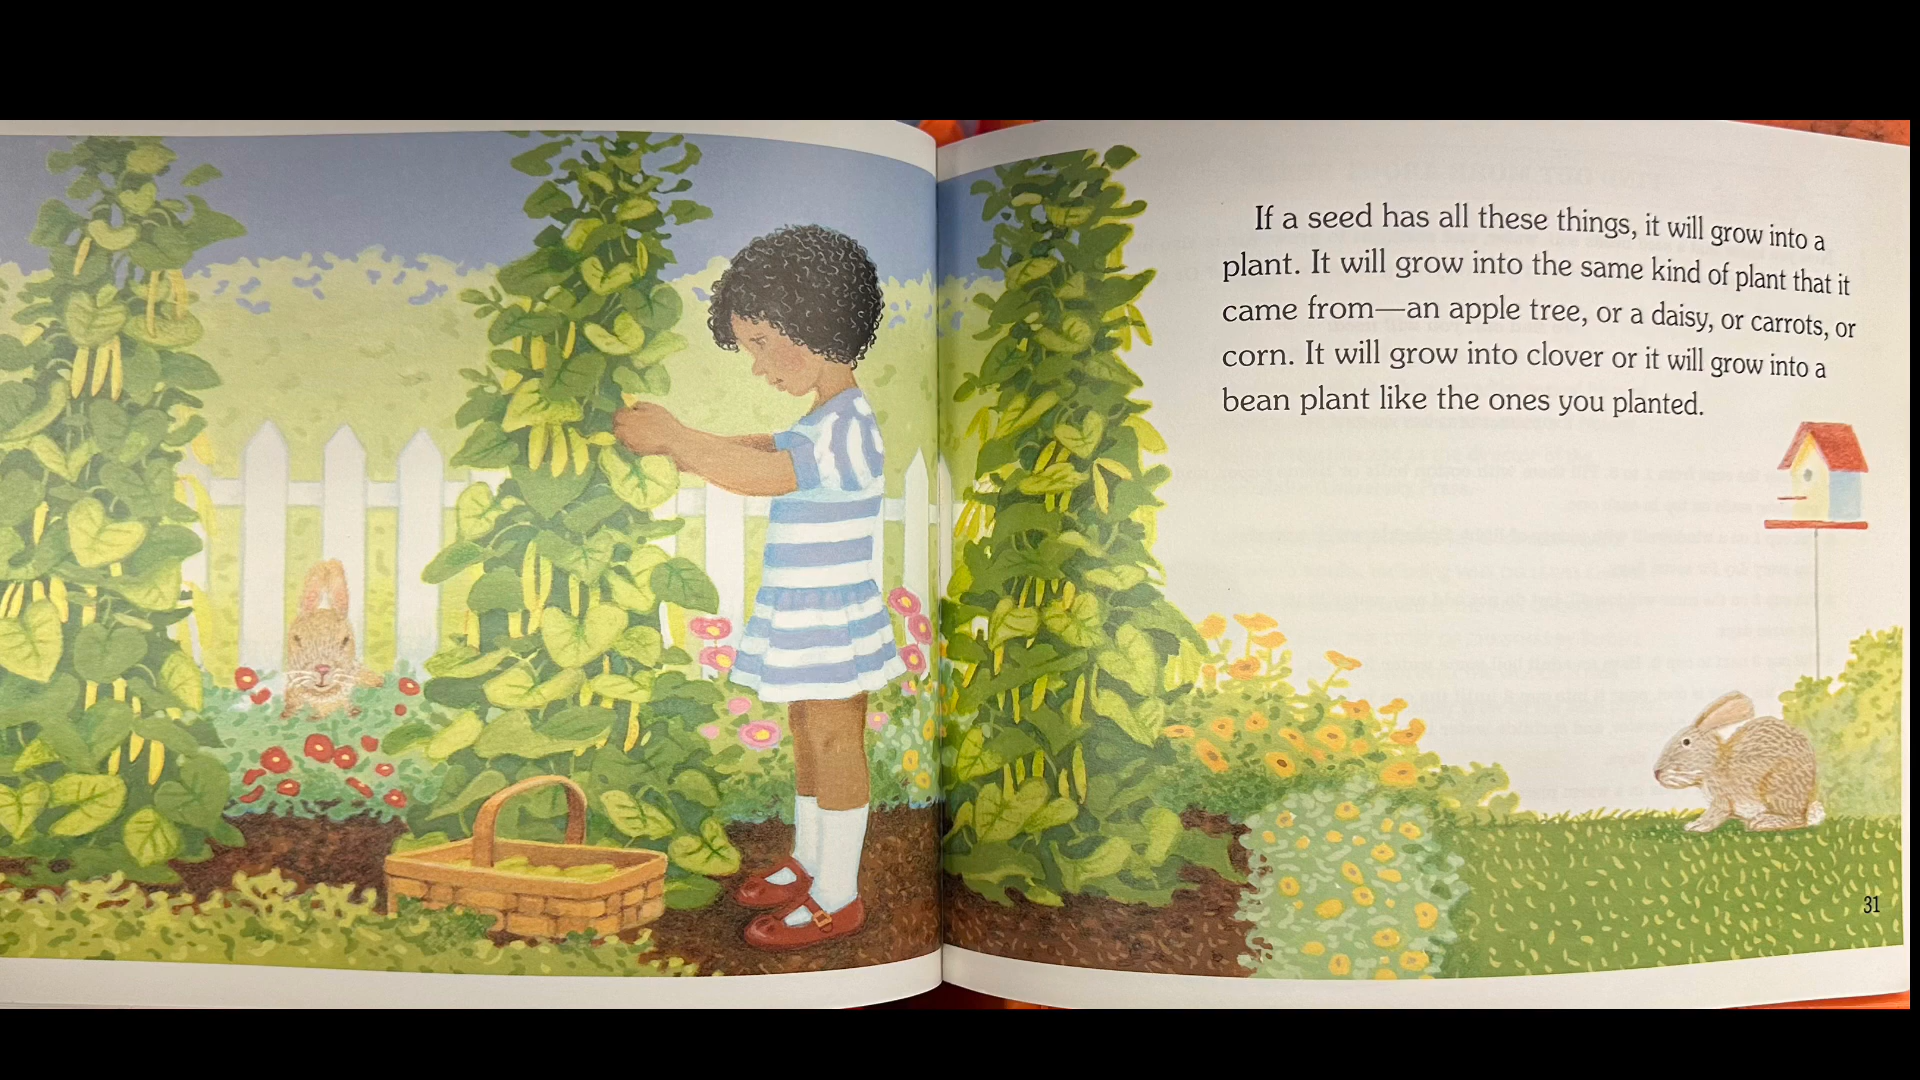 If a seed has all these things, it will grow into a
plant. It will grow into the same kind of plant that it
came from—an apple tree, or a daisy, or carrots, or
corn. It will grow into clover or it will grow into a
bean plant like the ones you planted.
31